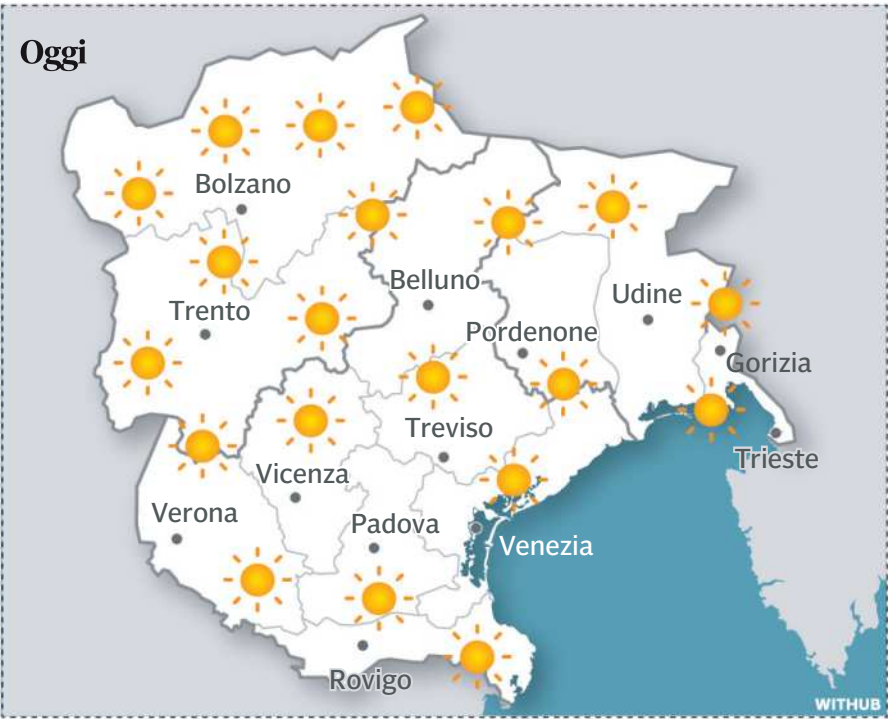 Oggi
Bolzano
Belluno
Trento
Udine
Pordenone
Gorizia
Treviso
Trieste
Vicenza
Verona
Padova
Venezia
Rovigo
WITHUB